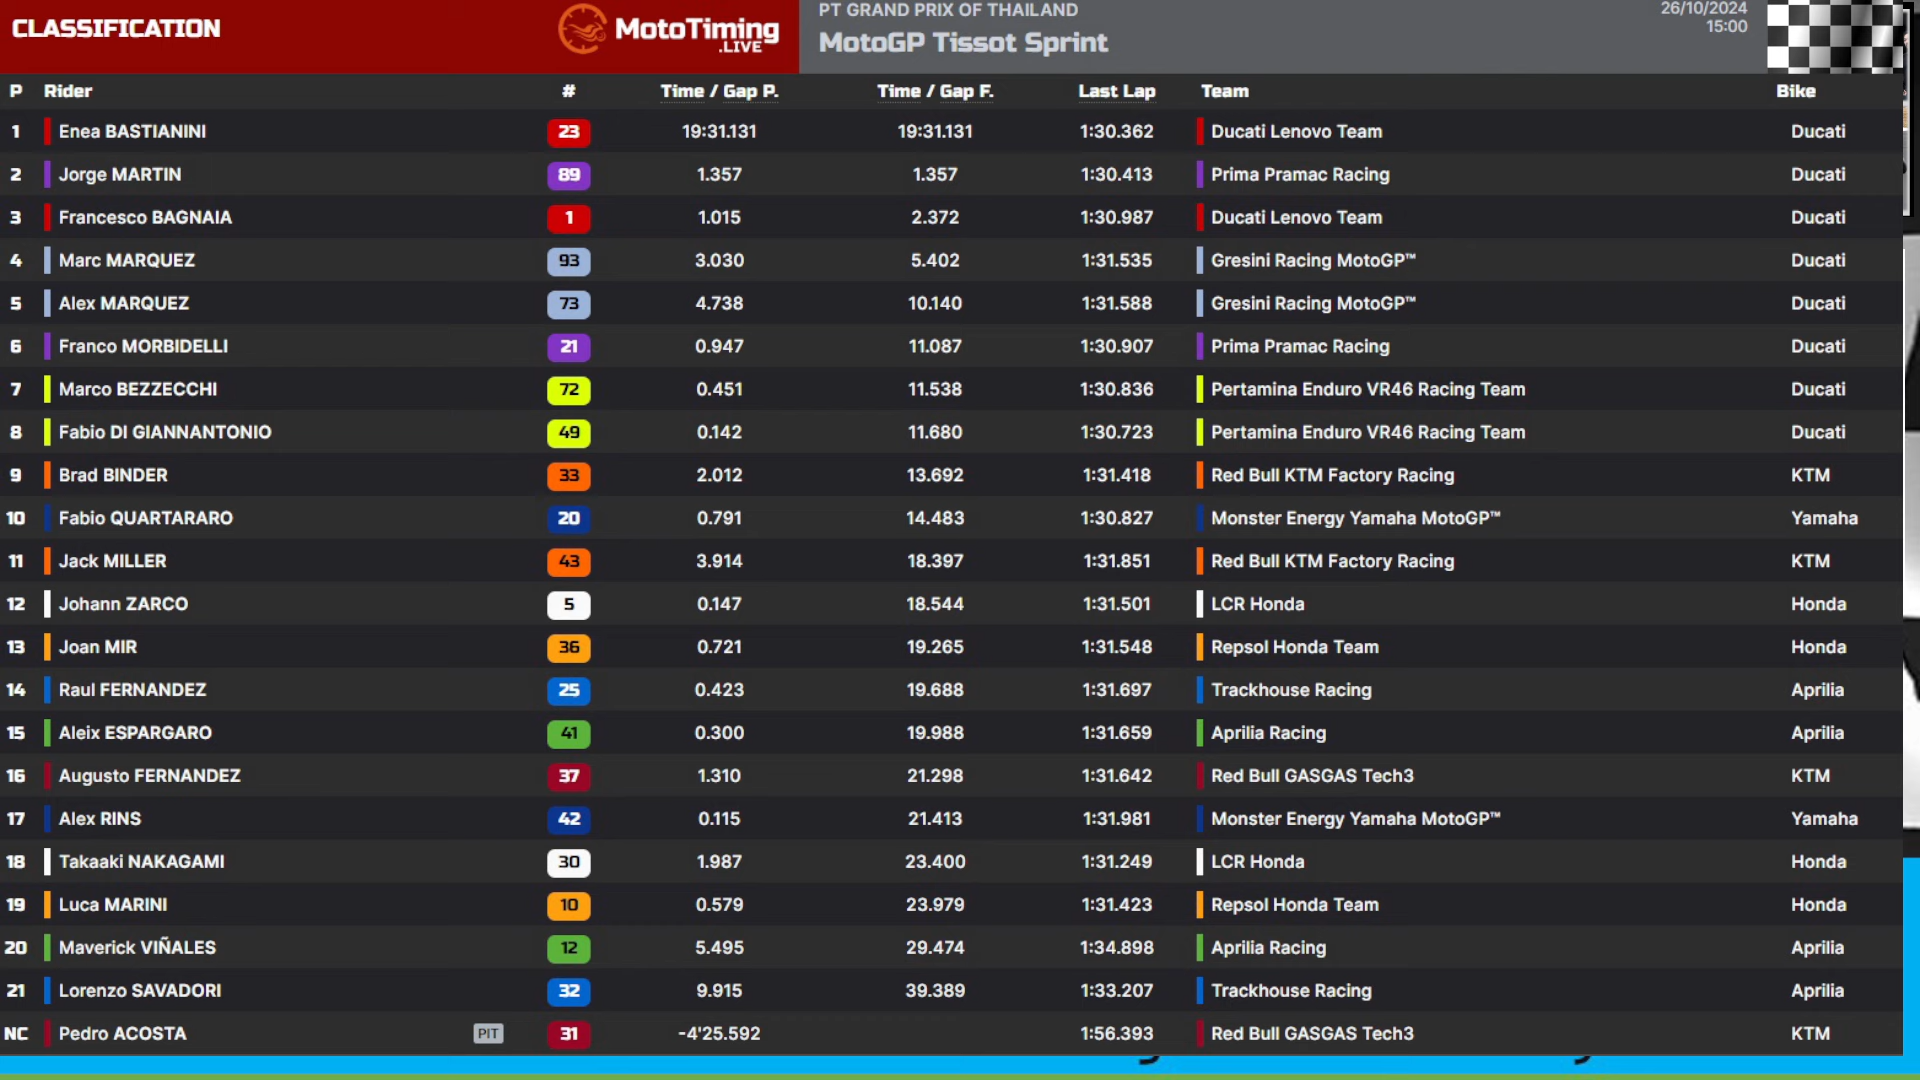 CLASSIFICATION
MotoTiming
.LIVE
PT GRAND PRIX OF THAILAND
MotoGP Tissot Sprint
26/10/2024
15:00
P Rider # Time / Gap P. Time / Gap F. Last Lap Team Bike
1 Enea BASTIANINI 23 19:31.131 19:31.131 1:30.362 Ducati Lenovo Team Ducati
2 Jorge MARTIN 89 1.357 1.357 1:30.413 Prima Pramac Racing Ducati
3 Francesco BAGNAIA 1 1.015 2.372 1:30.987 Ducati Lenovo Team Ducati
4 Marc MARQUEZ 93 3.030 5.402 1:31.535 Gresini Racing MotoGP™ Ducati
5 Alex MARQUEZ 73 4.738 10.140 1:31.588 Gresini Racing MotoGP™ Ducati
6 Franco MORBIDELLI 21 0.947 11.087 1:30.907 Prima Pramac Racing Ducati
7 Marco BEZZECCHI 72 0.451 11.538 1:30.836 Pertamina Enduro VR46 Racing Team Ducati
8 Fabio DI GIANNANTONIO 49 0.142 11.680 1:30.723 Pertamina Enduro VR46 Racing Team Ducati
9 Brad BINDER 33 2.012 13.692 1:31.418 Red Bull KTM Factory Racing KTM
10 Fabio QUARTARARO 20 0.791 14.483 1:30.827 Monster Energy Yamaha MotoGP™ Yamaha
11 Jack MILLER 43 3.914 18.397 1:31.851 Red Bull KTM Factory Racing KTM
12 Johann ZARCO 5 0.147 18.544 1:31.501 LCR Honda Honda
13 Joan MIR 36 0.721 19.265 1:31.548 Repsol Honda Team Honda
14 Raul FERNANDEZ 25 0.423 19.688 1:31.697 Trackhouse Racing Aprilia
15 Aleix ESPARGARO 41 0.300 19.988 1:31.659 Aprilia Racing Aprilia
16 Augusto FERNANDEZ 37 1.310 21.298 1:31.642 Red Bull GASGAS Tech3 KTM
17 Alex RINS 42 0.115 21.413 1:31.981 Monster Energy Yamaha MotoGP™ Yamaha
18 Takaaki NAKAGAMI 30 1.987 23.400 1:31.249 LCR Honda Honda
19 Luca MARINI 10 0.579 23.979 1:31.423 Repsol Honda Team Honda
20 Maverick VIÑALES 12 5.495 29.474 1:34.898 Aprilia Racing Aprilia
21 Lorenzo SAVADORI 32 9.915 39.389 1:33.207 Trackhouse Racing Aprilia
NC Pedro ACOSTA PIT 31 -4'25.592 1:56.393 Red Bull GASGAS Tech3 KTM